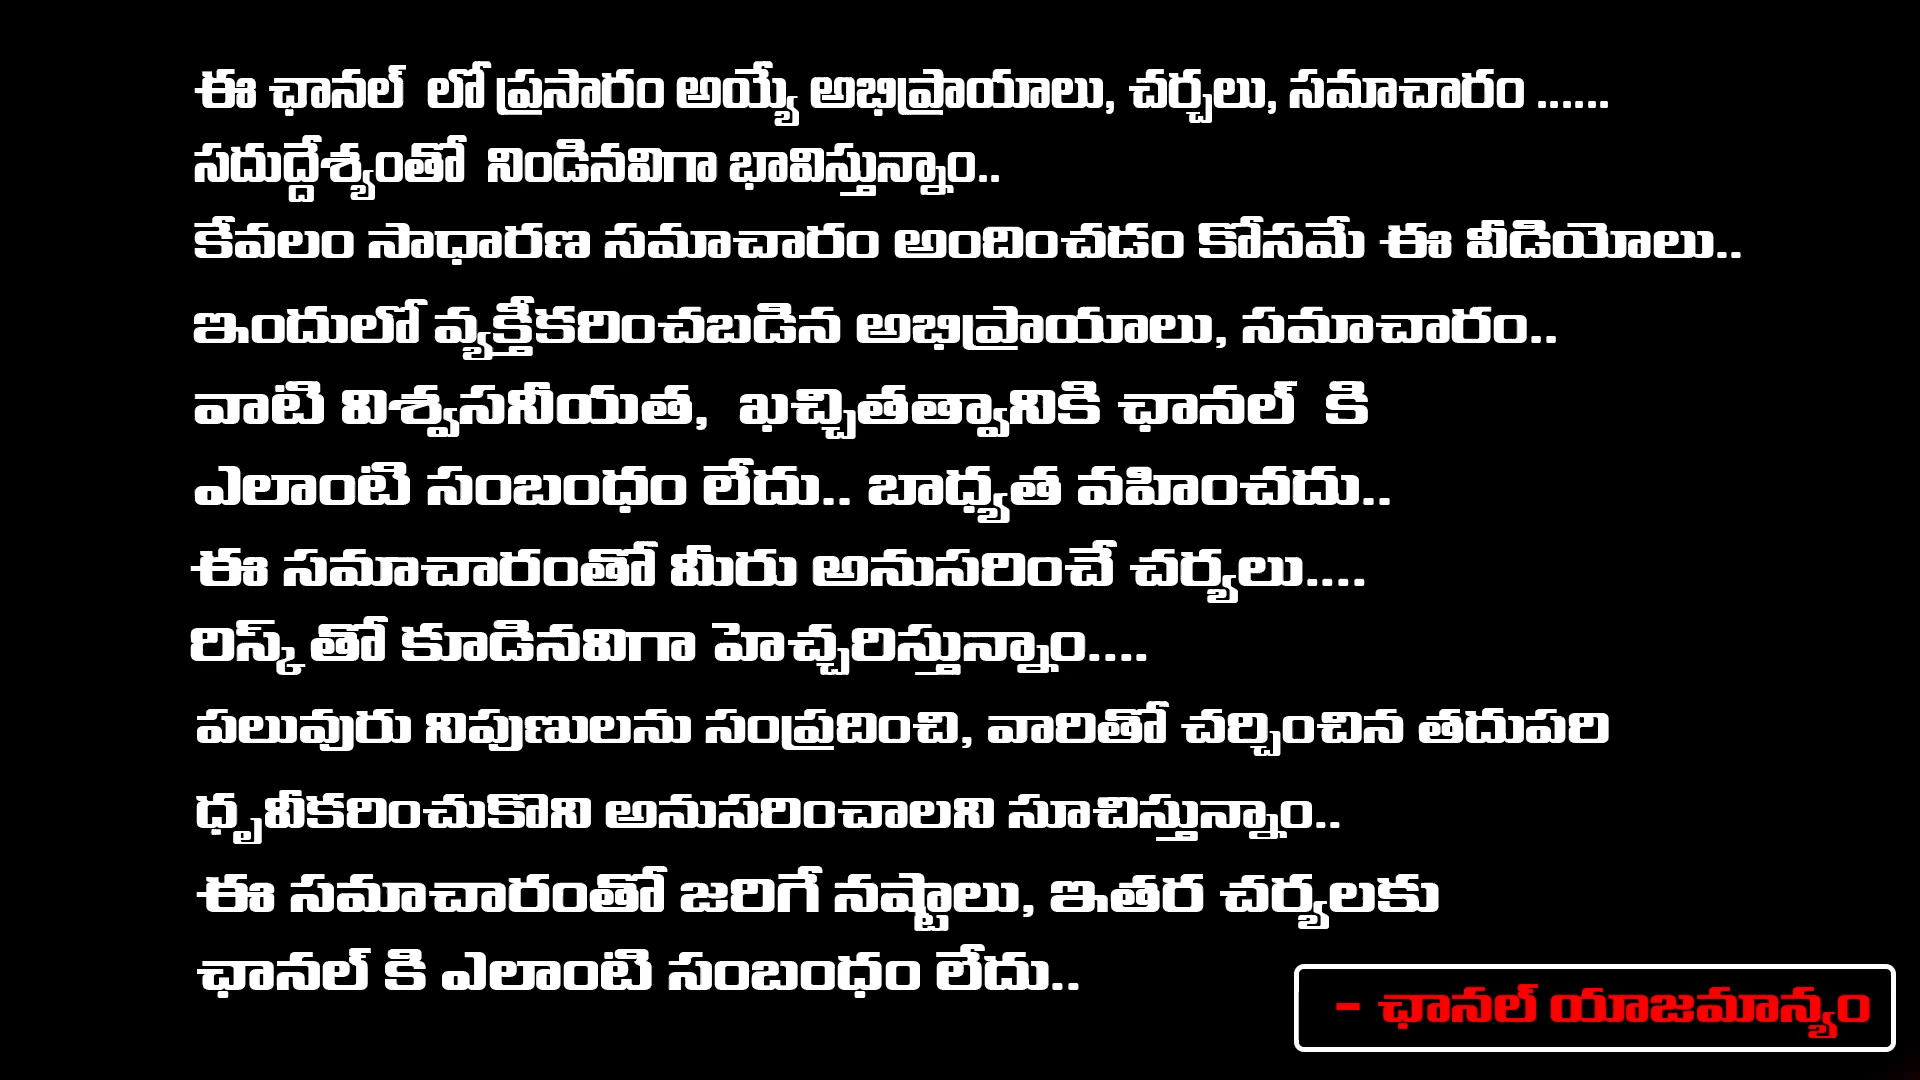 ఈ ఛానల్ లో ప్రసారం అయ్యే అభిప్రాయాలు, చర్చలు, సమాచారం ......
సదుద్దేశ్యంతో నిండినవిగా భావిస్తున్నాం..
కేవలం సాధారణ సమాచారం అందించడం కోసమే ఈ వీడియోలు..
ఇందులో వ్యక్తీకరించబడిన అభిప్రాయాలు, సమాచారం..
వాటి విశ్వసనీయత, ఖచ్చితత్వానికి ఛానల్ కి
ఎలాంటి సంబంధం లేదు.. బాధ్యత వహించదు..
ఈ సమాచారంతో మీరు అనుసరించే చర్యలు....
రిస్క్ తో కూడినవిగా హెచ్చరిస్తున్నాం....
పలువురు నిపుణులను సంప్రదించి, వారితో చర్చించిన తదుపరి
ధృవీకరించుకొని అనుసరించాలని సూచిస్తున్నాం..
ఈ సమాచారంతో జరిగే నష్టాలు, ఇతర చర్యలకు
ఛానల్ కి ఎలాంటి సంబంధం లేదు..
- ఛానల్ యాజమాన్యం